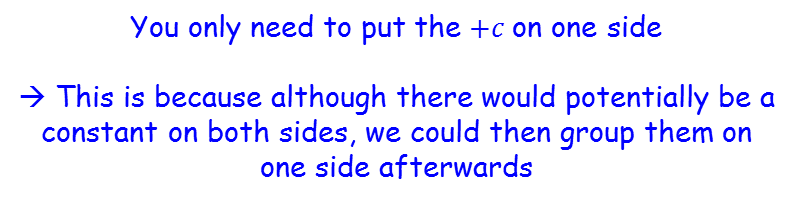 You only need to put the +c on one side
→ This is because although there would potentially be a
constant on both sides, we could then group them on
one side afterwards